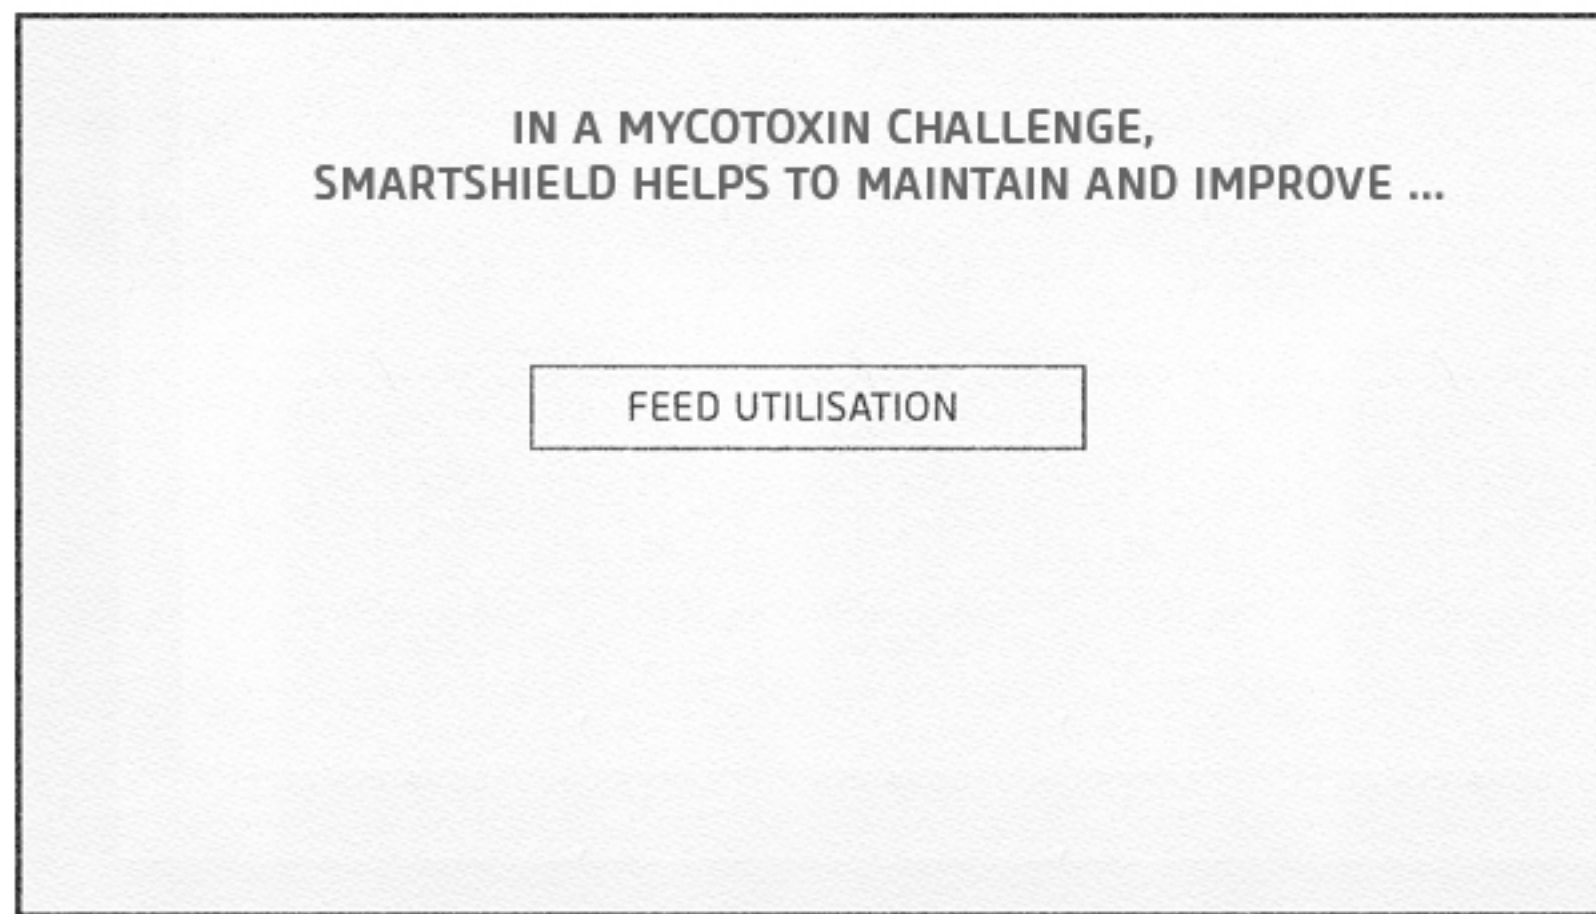 IN A MYCOTOXIN CHALLENGE,
SMARTSHIELD HELPS TO MAINTAIN AND IMPROVE ...
FEED UTILISATION